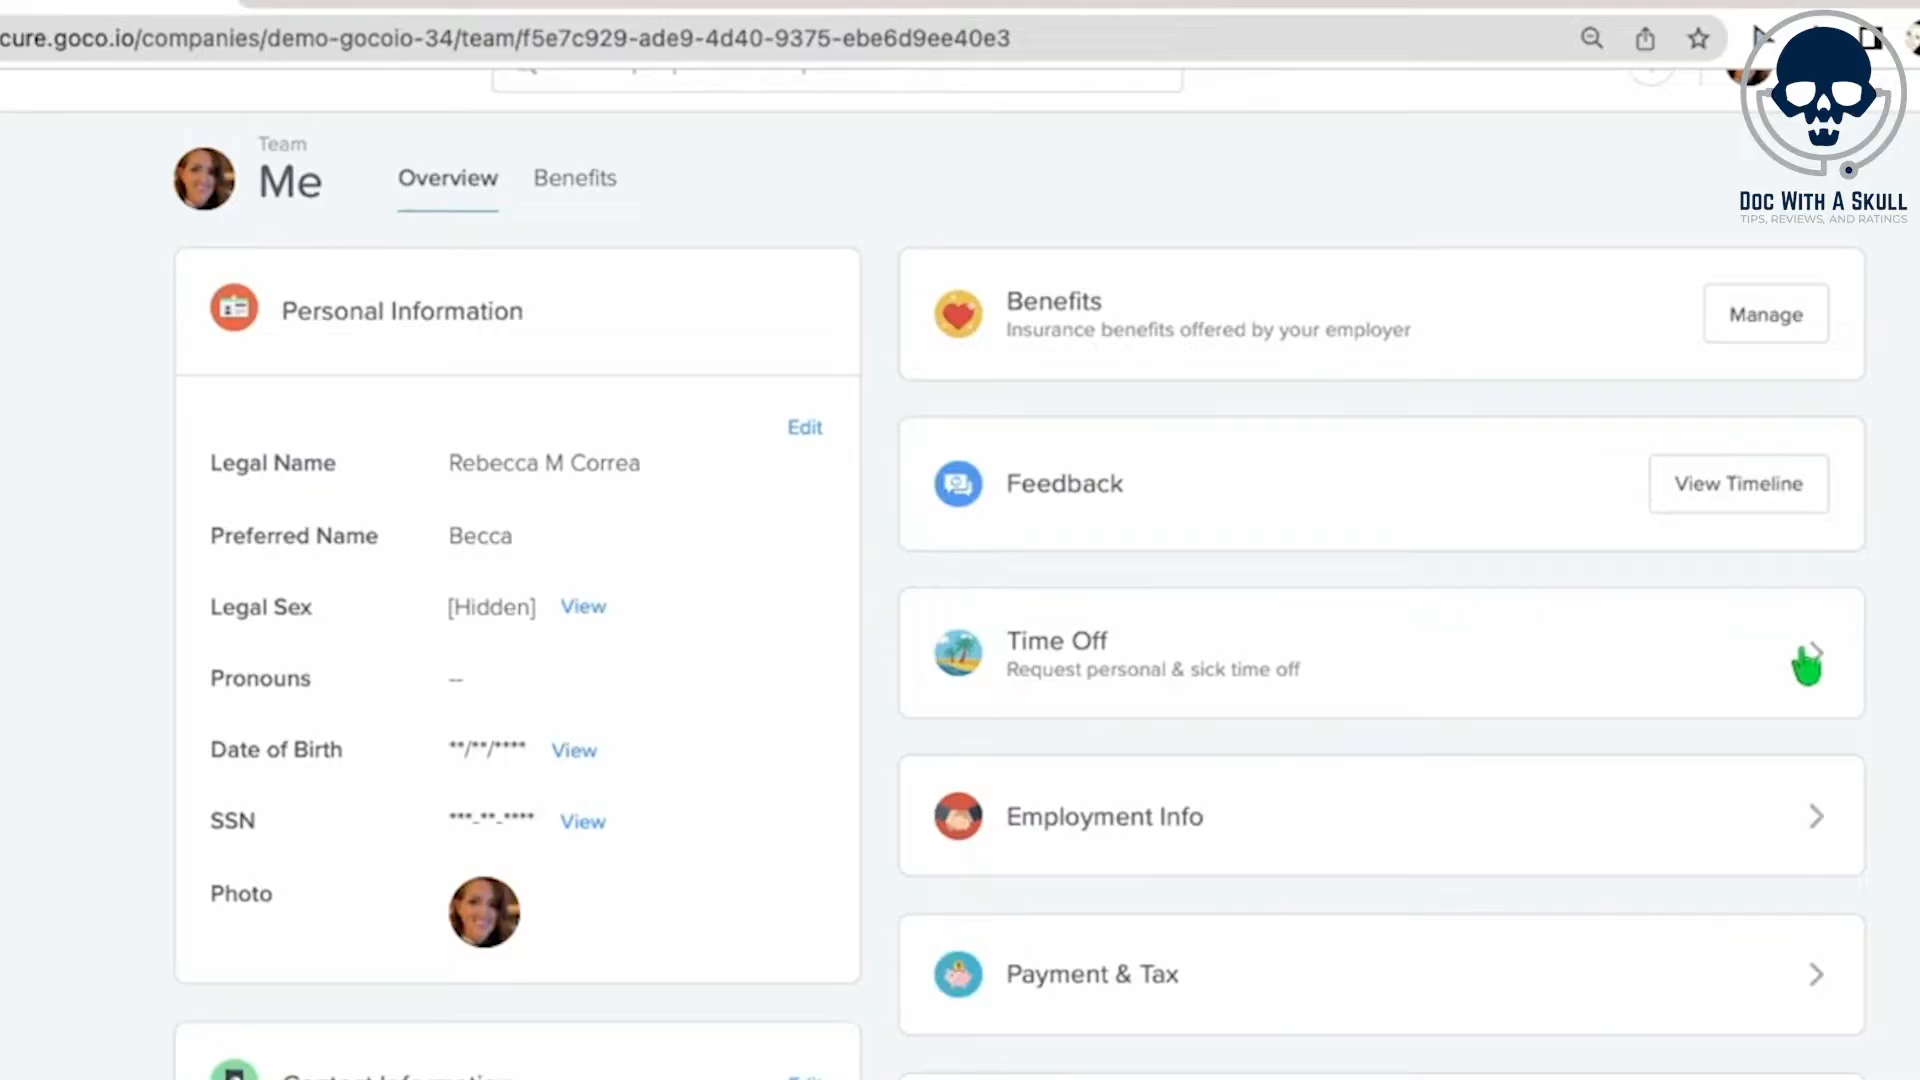 cure.goco.io/companies/demo-gocoio-34/team/f5e7c929-ade9-4d40-9375-ebe6d9ee40e3
DOC WITH A SKULL
TIPS, REVIEWS, AND RATINGS
Team
Me
Overview
Benefits
Personal Information
Edit
Legal Name Rebecca M Correa
Preferred Name Becca
Legal Sex [Hidden] View
Pronouns --
Date of Birth **/**/**** View
SSN ***-**-**** View
Photo
Benefits
Insurance benefits offered by your employer
Manage
Feedback
View Timeline
Time Off
Request personal & sick time off
Employment Info
Payment & Tax